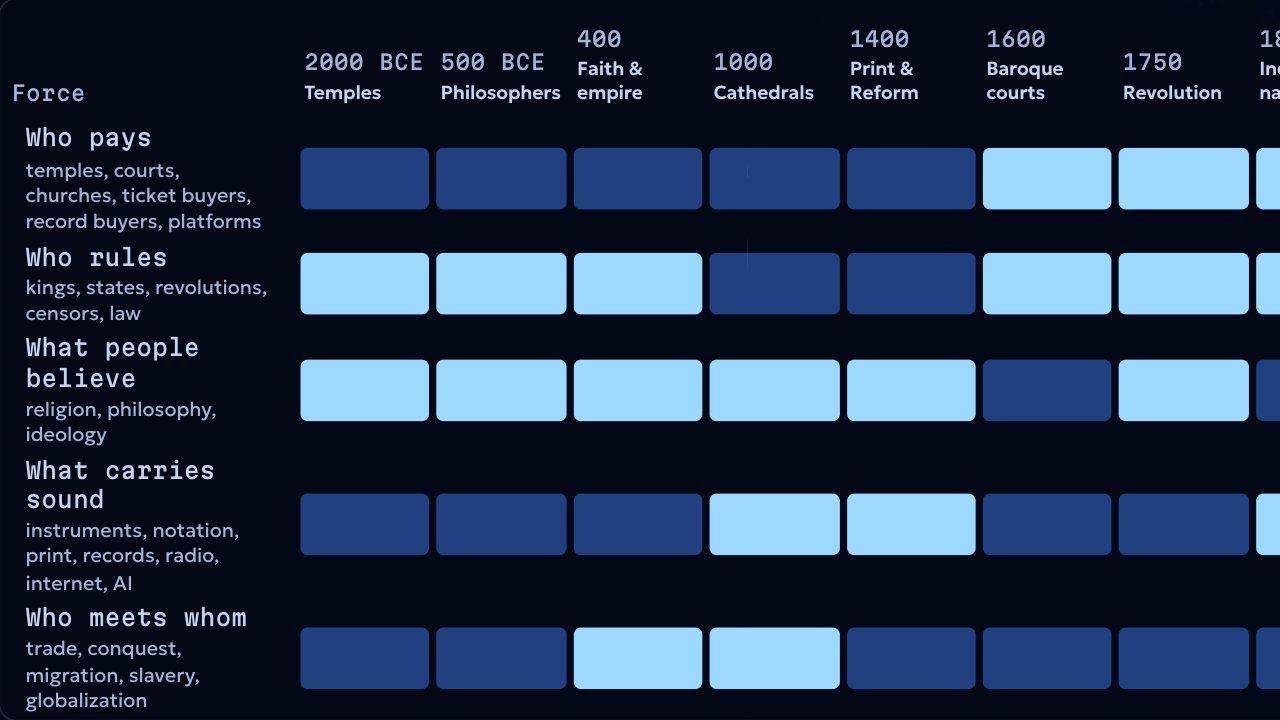 Force
2000 BCE
Temples
500 BCE
Philosophers
400
Faith &
empire
1000
Cathedrals
1400
Print &
Reform
1600
Baroque
courts
1750
Revolution
Who pays
temples, courts,
churches, ticket buyers,
record buyers, platforms
Who rules
kings, states, revolutions,
censors, law
What people
believe
religion, philosophy,
ideology
What carries
sound
instruments, notation,
print, records, radio,
internet, AI
Who meets whom
trade, conquest,
migration, slavery,
globalization